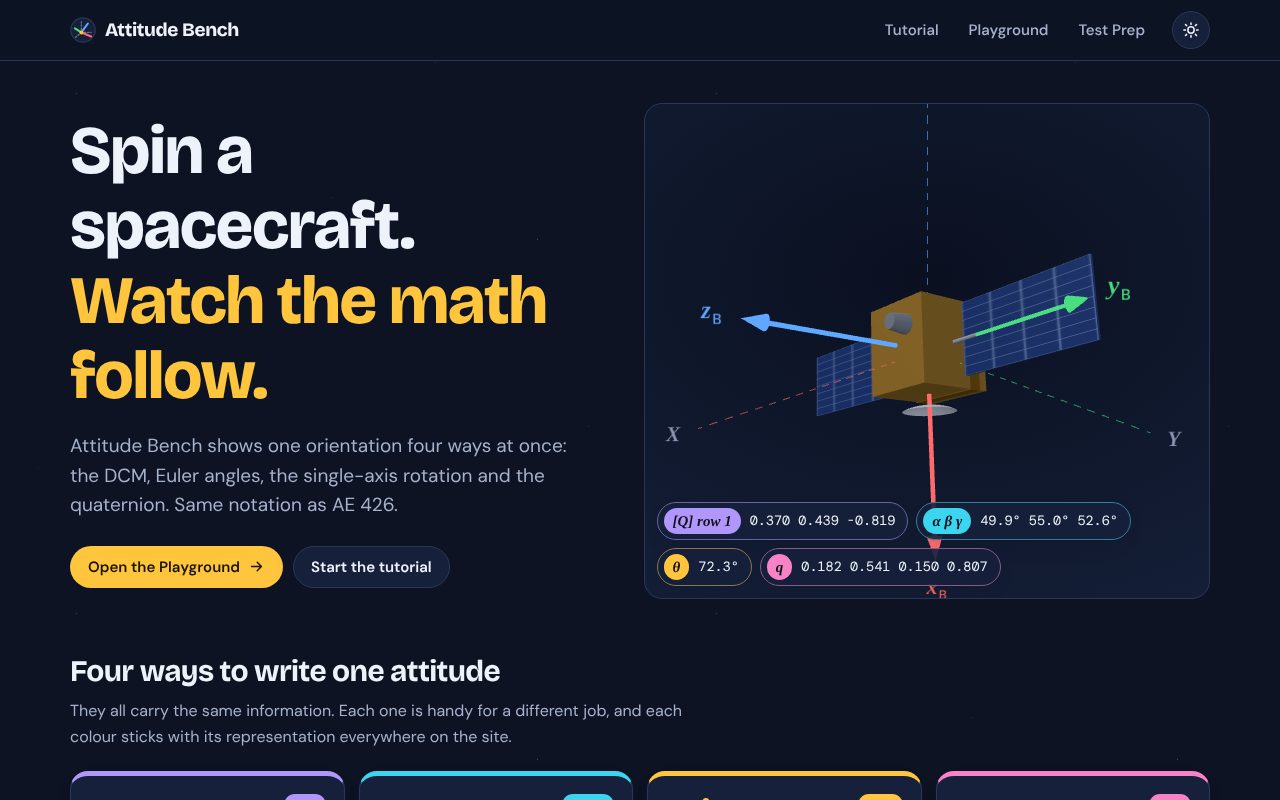 Attitude Bench
Tutorial
Playground
Test Prep
Spin a
spacecraft.
Watch the math
follow.
Attitude Bench shows one orientation four ways at once:
the DCM, Euler angles, the single-axis rotation and the
quaternion. Same notation as AE 426.
Open the Playground →
Start the tutorial
zB
yB
X
Y
[Q] row 1 0.370 0.439 -0.819
α β γ 49.9° 55.0° 52.6°
θ 72.3°
q 0.182 0.541 0.150 0.807
xB
Four ways to write one attitude
They all carry the same information. Each one is handy for a different job, and each
colour sticks with its representation everywhere on the site.